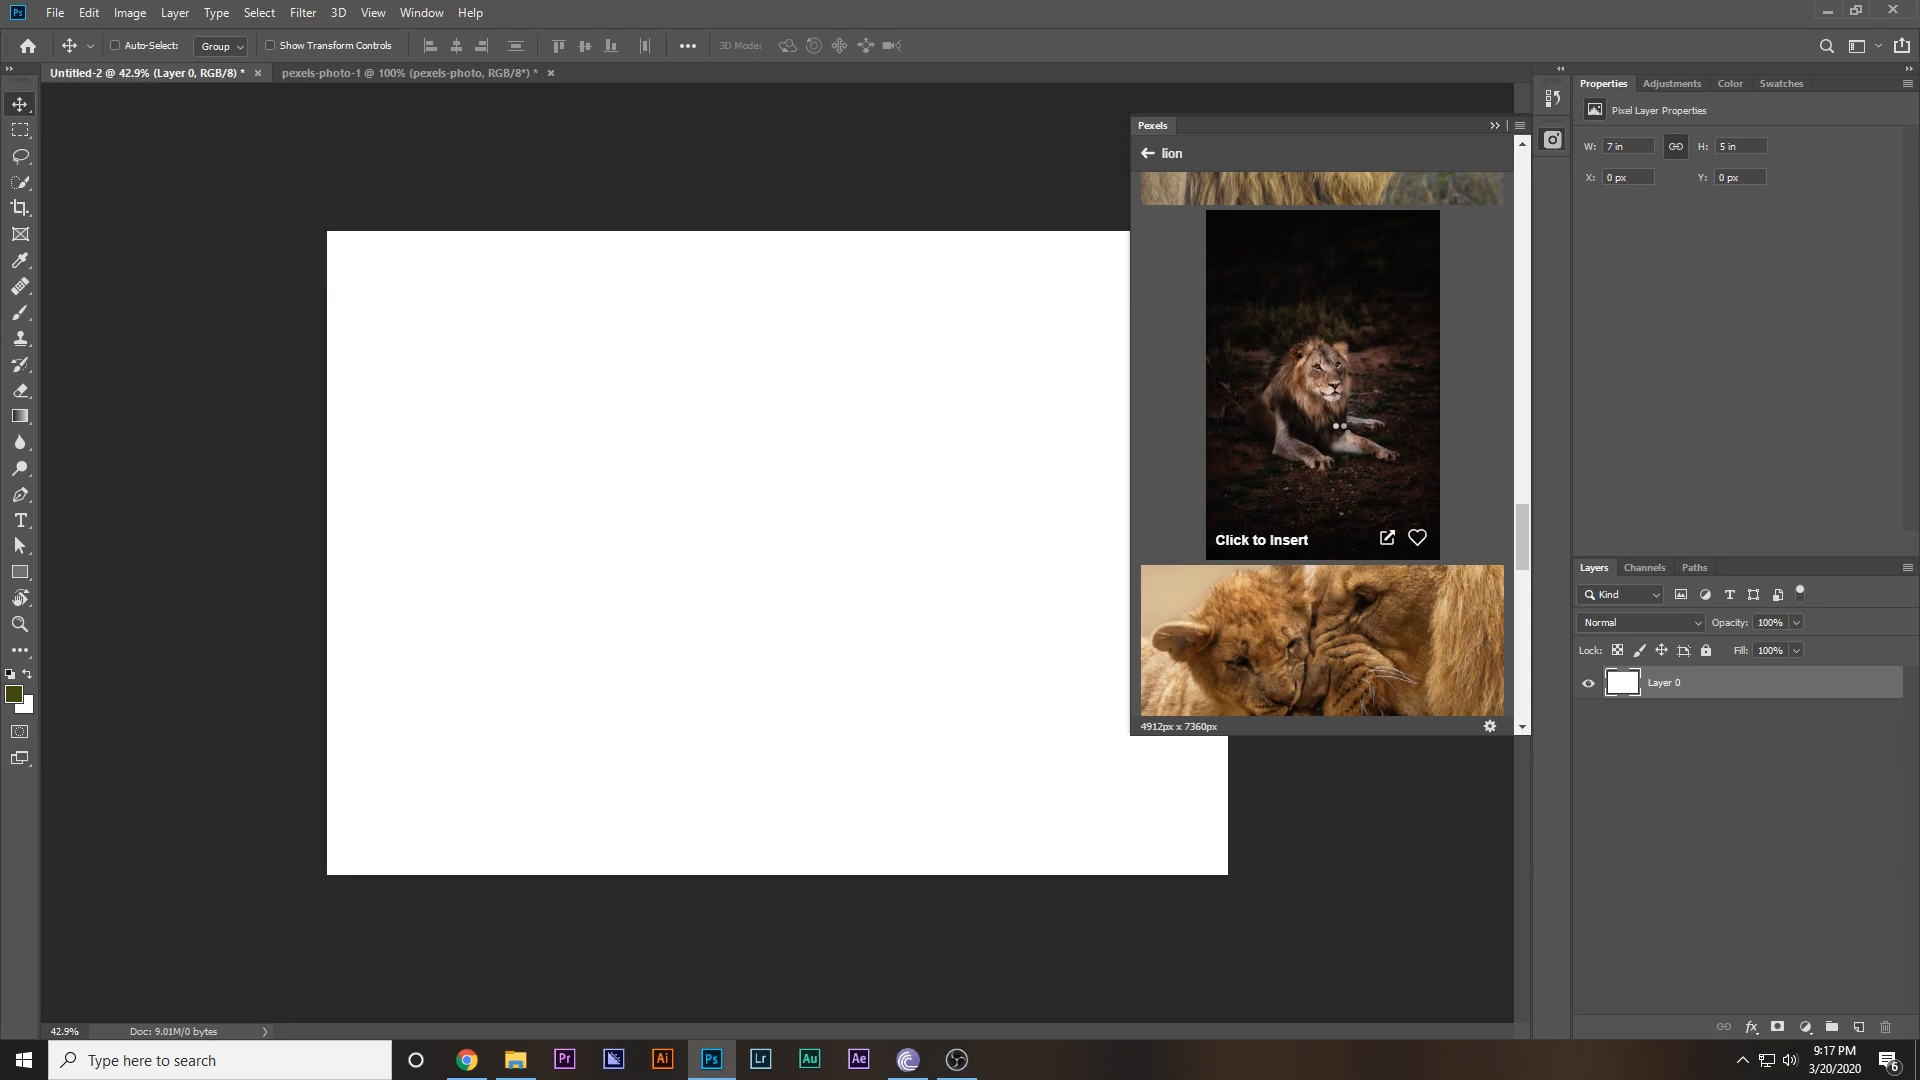 Ps File Edit Image Layer Type Select Filter 3D View Window Help
Auto-Select: Group Show Transform Controls 3D Mode:
Untitled-2 @ 42.9% (Layer 0, RGB/8) * × pexels-photo-1 @ 100% (pexels-photo, RGB/8*) * ×
Pexels
lion
Click to Insert
4912px x 7360px
Properties Adjustments Color Swatches
Pixel Layer Properties
W: 7 in H: 5 in
X: 0 px Y: 0 px
Layers Channels Paths
Kind
Normal Opacity: 100%
Lock: Fill: 100%
Layer 0
fx
42.9% Doc: 9.01M/0 bytes
Type here to search
Pr Ai Ps Lr Au Ae
9:17 PM
3/20/2020
6